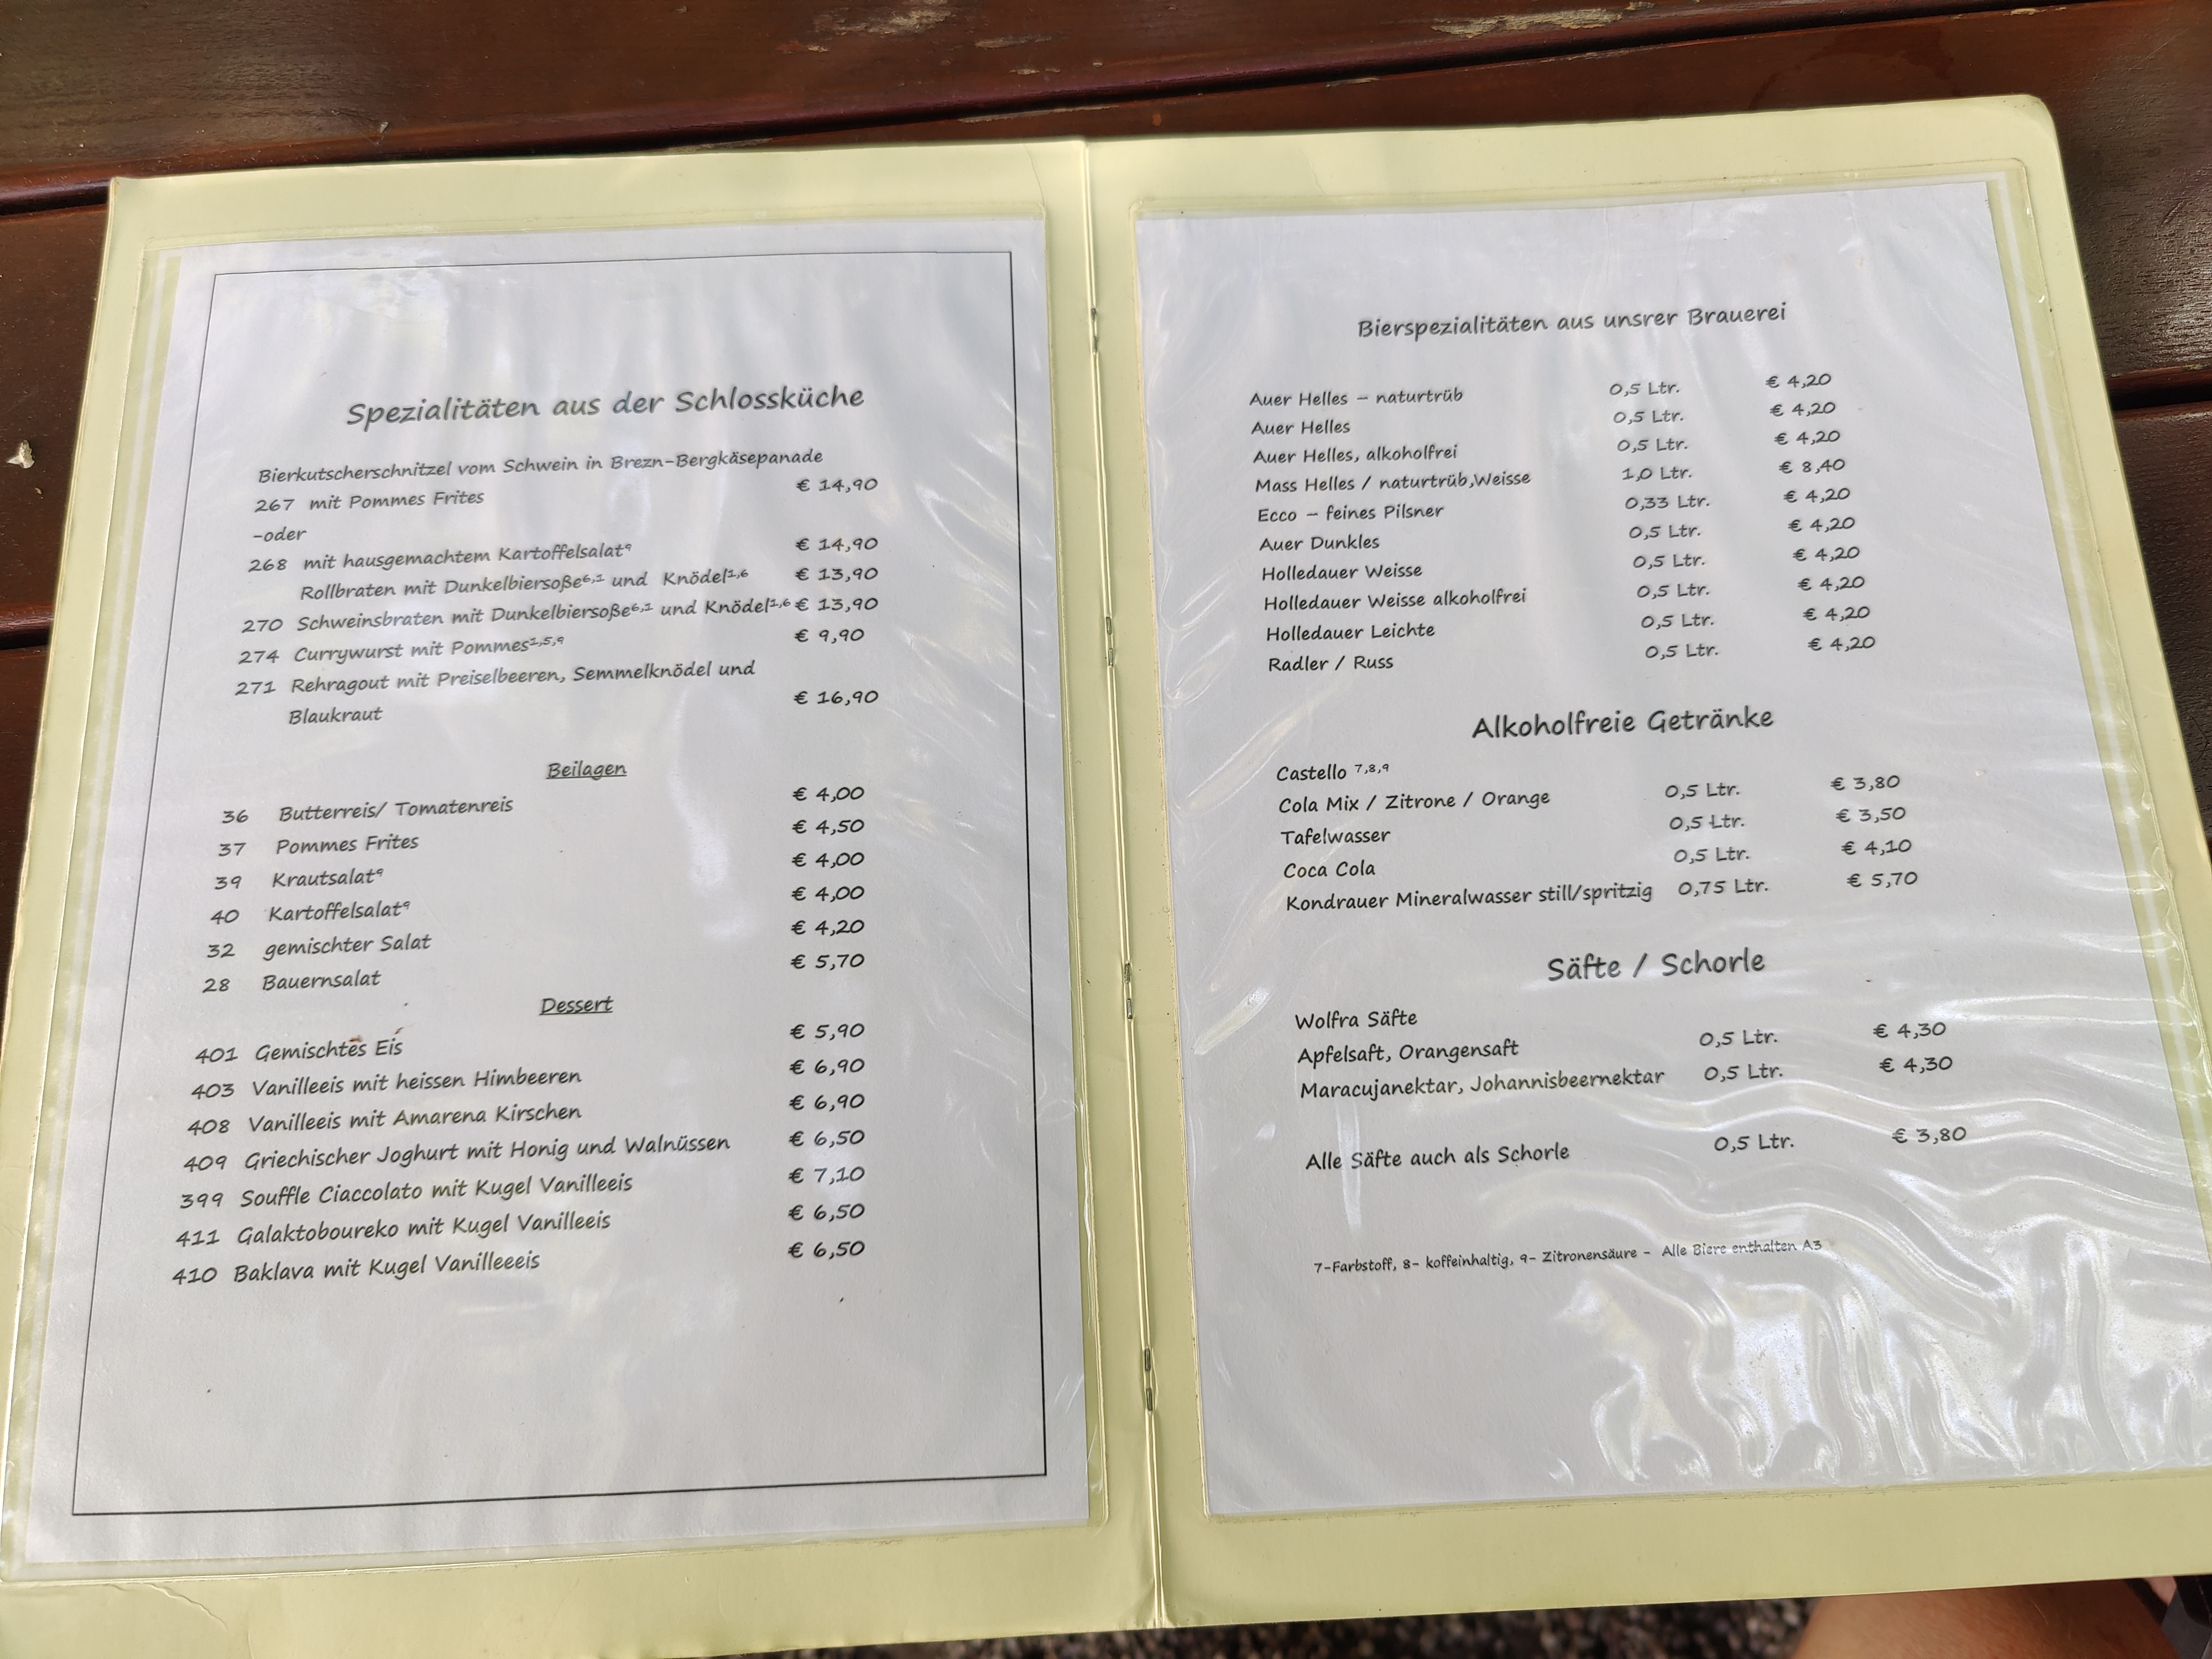 Spezialitäten aus der Schlossküche
Bierkutscherschnitzel vom Schwein in Brezn-Bergkäsepanade
267 mit Pommes Frites € 14,90
-oder
268 mit hausgemachtem Kartoffelsalat⁹ € 14,90
Rollbraten mit Dunkelbiersoße⁶,¹ und Knödel¹,⁶ € 13,90
270 Schweinsbraten mit Dunkelbiersoße⁶,¹ und Knödel¹,⁶ € 13,90
274 Currywurst mit Pommes¹,⁵,⁹ € 9,90
271 Rehragout mit Preiselbeeren, Semmelknödel und
Blaukraut € 16,90
Beilagen
36 Butterreis/ Tomatenreis € 4,00
37 Pommes Frites € 4,50
39 Krautsalat⁹ € 4,00
40 Kartoffelsalat⁹ € 4,00
32 gemischter Salat € 4,20
28 Bauernsalat € 5,70
Dessert
401 Gemischtes Eis € 5,90
403 Vanilleeis mit heissen Himbeeren € 6,90
408 Vanilleeis mit Amarena Kirschen € 6,90
409 Griechischer Joghurt mit Honig und Walnüssen € 6,50
399 Souffle Ciaccolato mit Kugel Vanilleeis € 7,10
411 Galaktoboureko mit Kugel Vanilleeis € 6,50
410 Baklava mit Kugel Vanilleeeis € 6,50
Bierspezialitäten aus unsrer Brauerei
Auer Helles – naturtrüb 0,5 Ltr. € 4,20
Auer Helles 0,5 Ltr. € 4,20
Auer Helles, alkoholfrei 0,5 Ltr. € 4,20
Mass Helles / naturtrüb,Weisse 1,0 Ltr. € 8,40
Ecco – feines Pilsner 0,33 Ltr. € 4,20
Auer Dunkles 0,5 Ltr. € 4,20
Holledauer Weisse 0,5 Ltr. € 4,20
Holledauer Weisse alkoholfrei 0,5 Ltr. € 4,20
Holledauer Leichte 0,5 Ltr. € 4,20
Radler / Russ 0,5 Ltr. € 4,20
Alkoholfreie Getränke
Castello ⁷,⁸,⁹
Cola Mix / Zitrone / Orange 0,5 Ltr. € 3,80
Tafelwasser 0,5 Ltr. € 3,50
Coca Cola 0,5 Ltr. € 4,10
Kondrauer Mineralwasser still/spritzig 0,75 Ltr. € 5,70
Säfte / Schorle
Wolfra Säfte
Apfelsaft, Orangensaft 0,5 Ltr. € 4,30
Maracujanektar, Johannisbeernektar 0,5 Ltr. € 4,30
Alle Säfte auch als Schorle 0,5 Ltr. € 3,80
7-Farbstoff, 8- koffeinhaltig, 9- Zitronensäure - Alle Biere enthalten A3